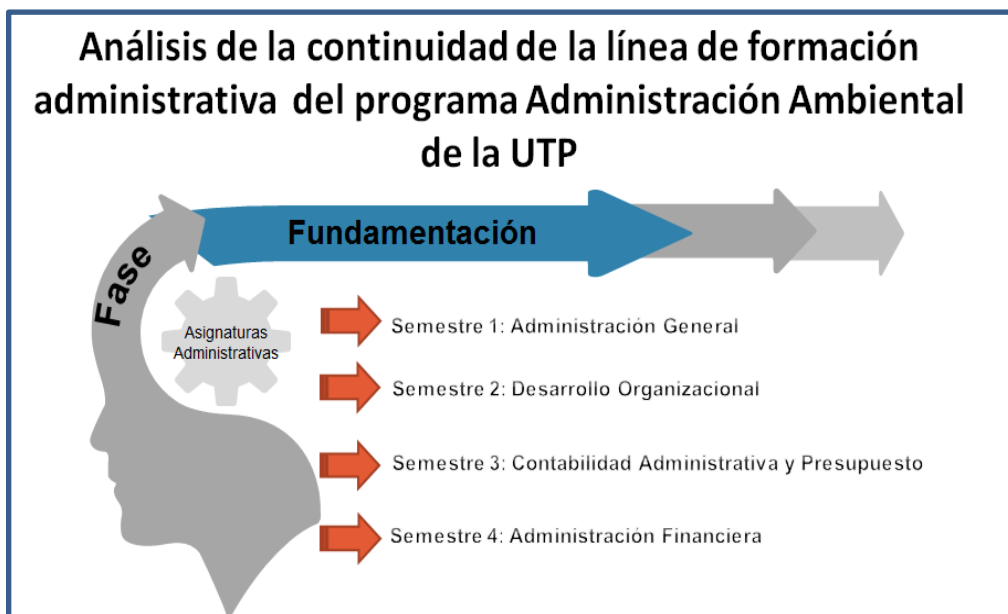 Análisis de la continuidad de la línea de formación
administrativa del programa Administración Ambiental
de la UTP
Fase
Fundamentación
Asignaturas
Administrativas
Semestre 1: Administración General
Semestre 2: Desarrollo Organizacional
Semestre 3: Contabilidad Administrativa y Presupuesto
Semestre 4: Administración Financiera